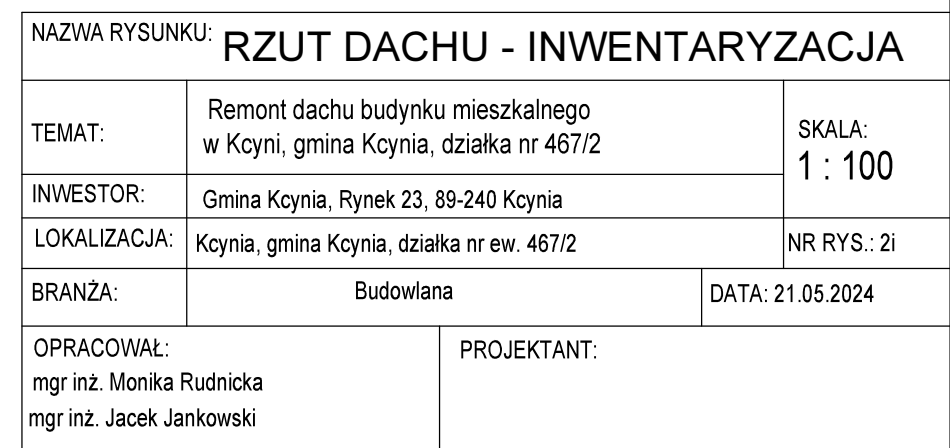 NAZWA RYSUNKU: RZUT DACHU - INWENTARYZACJA
TEMAT:
Remont dachu budynku mieszkalnego
w Kcyni, gmina Kcynia, działka nr 467/2
SKALA:
1 : 100
INWESTOR: Gmina Kcynia, Rynek 23, 89-240 Kcynia
LOKALIZACJA: Kcynia, gmina Kcynia, działka nr ew. 467/2
NR RYS.: 2i
BRANŻA: Budowlana
DATA: 21.05.2024
OPRACOWAŁ:
mgr inż. Monika Rudnicka
mgr inż. Jacek Jankowski
PROJEKTANT: